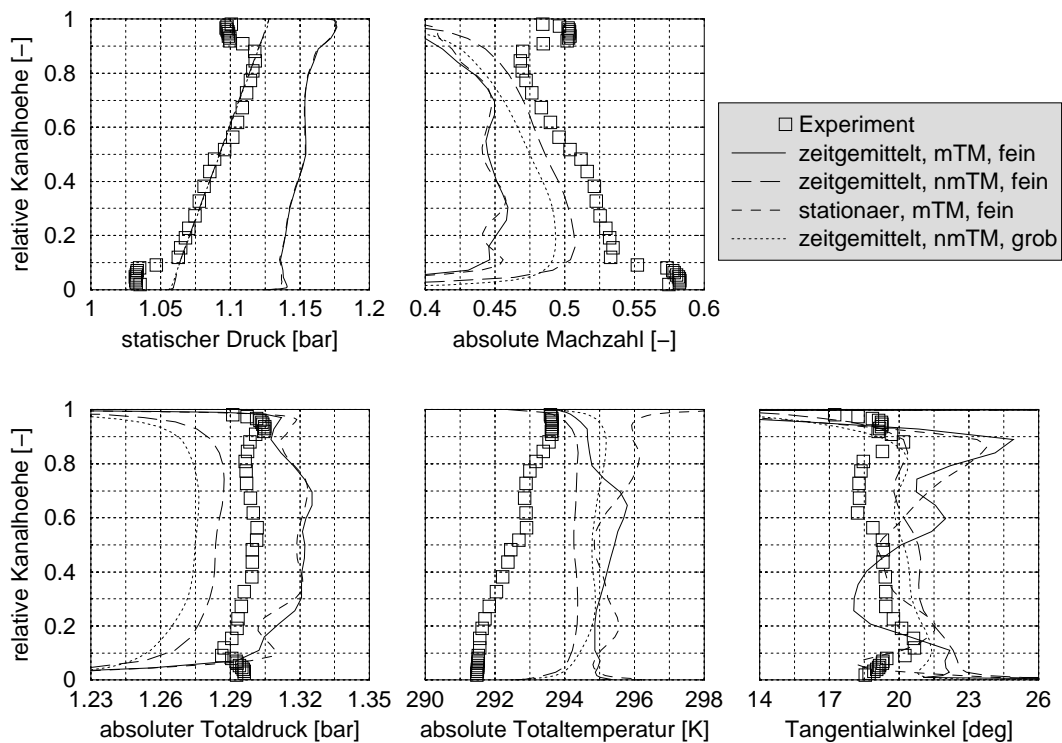 relative Kanalhoehe [−]
1
0.8
0.6
0.4
0.2
0
1 1.05 1.1 1.15 1.2
statischer Druck [bar]
0.4 0.45 0.5 0.55 0.6
absolute Machzahl [−]
Experiment
zeitgemittelt, mTM, fein
zeitgemittelt, nmTM, fein
stationaer, mTM, fein
zeitgemittelt, nmTM, grob
relative Kanalhoehe [−]
1
0.8
0.6
0.4
0.2
0
1.23 1.26 1.29 1.32 1.35
absoluter Totaldruck [bar]
290 292 294 296 298
absolute Totaltemperatur [K]
14 17 20 23 26
Tangentialwinkel [deg]